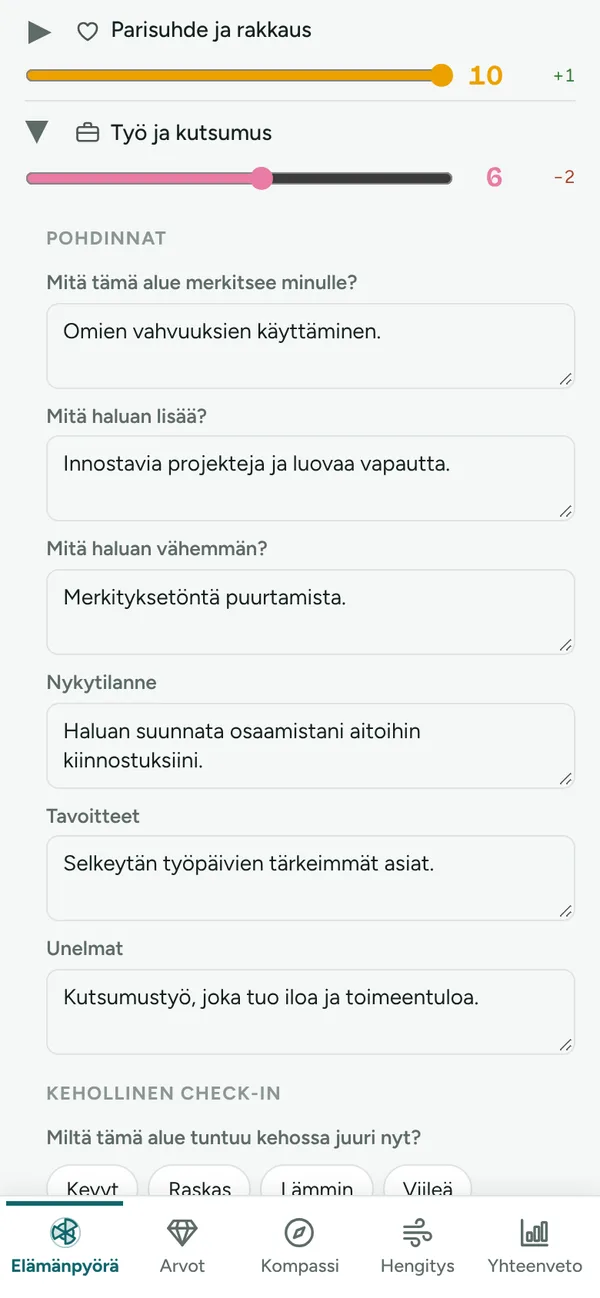 Parisuhde ja rakkaus
10
+1
Työ ja kutsumus
6
-2
POHDINNAT
Mitä tämä alue merkitsee minulle?
Omien vahvuuksien käyttäminen.
Mitä haluan lisää?
Innostavia projekteja ja luovaa vapautta.
Mitä haluan vähemmän?
Merkityksetöntä puurtamista.
Nykytilanne
Haluan suunnata osaamistani aitoihin
kiinnostuksiini.
Tavoitteet
Selkeytän työpäivien tärkeimmät asiat.
Unelmat
Kutsumustyö, joka tuo iloa ja toimeentuloa.
KEHOLLINEN CHECK-IN
Miltä tämä alue tuntuu kehossa juuri nyt?
Kevyt
Raskas
Lämmin
Viileä
Elämänpyörä
Arvot
Kompassi
Hengitys
Yhteenveto